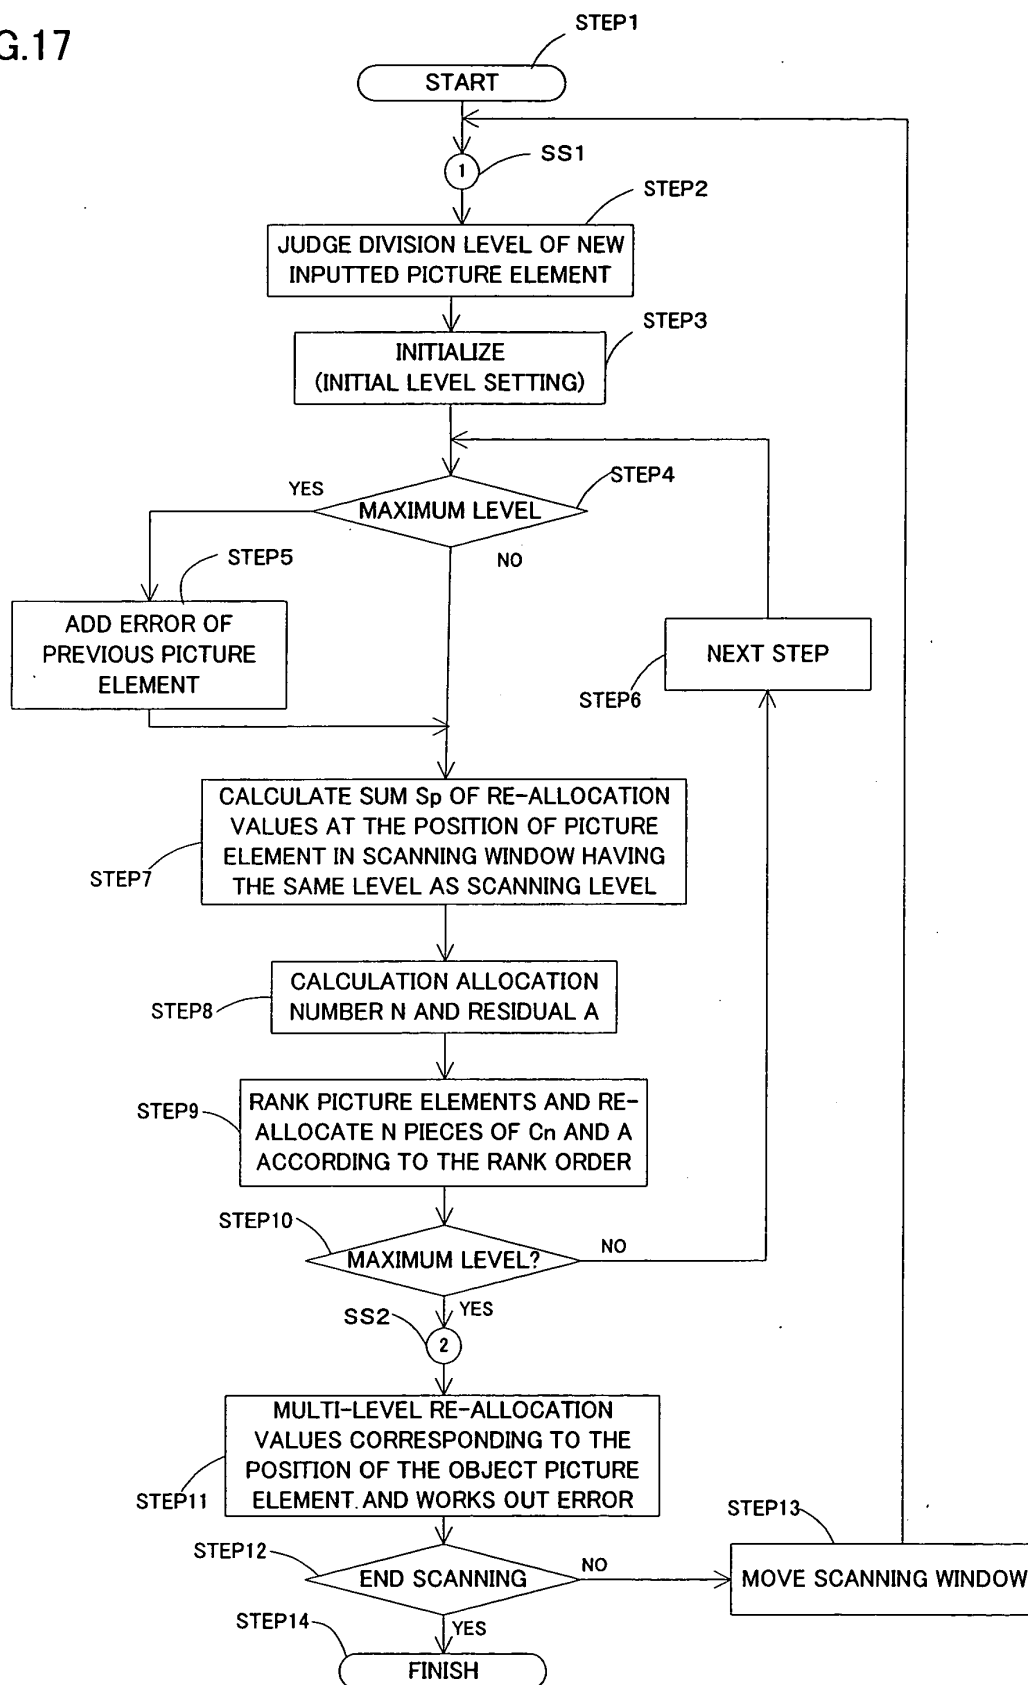 G.17
STEP1
START
1
SS1
STEP2
JUDGE DIVISION LEVEL OF NEW
INPUTTED PICTURE ELEMENT
STEP3
INITIALIZE
(INITIAL LEVEL SETTING)
STEP4
YES
MAXIMUM LEVEL
NO
STEP5
ADD ERROR OF
PREVIOUS PICTURE
ELEMENT
NEXT STEP
STEP6
CALCULATE SUM Sp OF RE-ALLOCATION
VALUES AT THE POSITION OF PICTURE
ELEMENT IN SCANNING WINDOW HAVING
THE SAME LEVEL AS SCANNING LEVEL
STEP7
CALCULATION ALLOCATION
NUMBER N AND RESIDUAL A
STEP8
RANK PICTURE ELEMENTS AND RE-
ALLOCATE N PIECES OF Cn AND A
ACCORDING TO THE RANK ORDER
STEP9
STEP10
MAXIMUM LEVEL?
NO
YES
SS2
2
MULTI-LEVEL RE-ALLOCATION
VALUES CORRESPONDING TO THE
POSITION OF THE OBJECT PICTURE
ELEMENT. AND WORKS OUT ERROR
STEP11
STEP12
END SCANNING
NO
STEP13
MOVE SCANNING WINDOW
YES
STEP14
FINISH